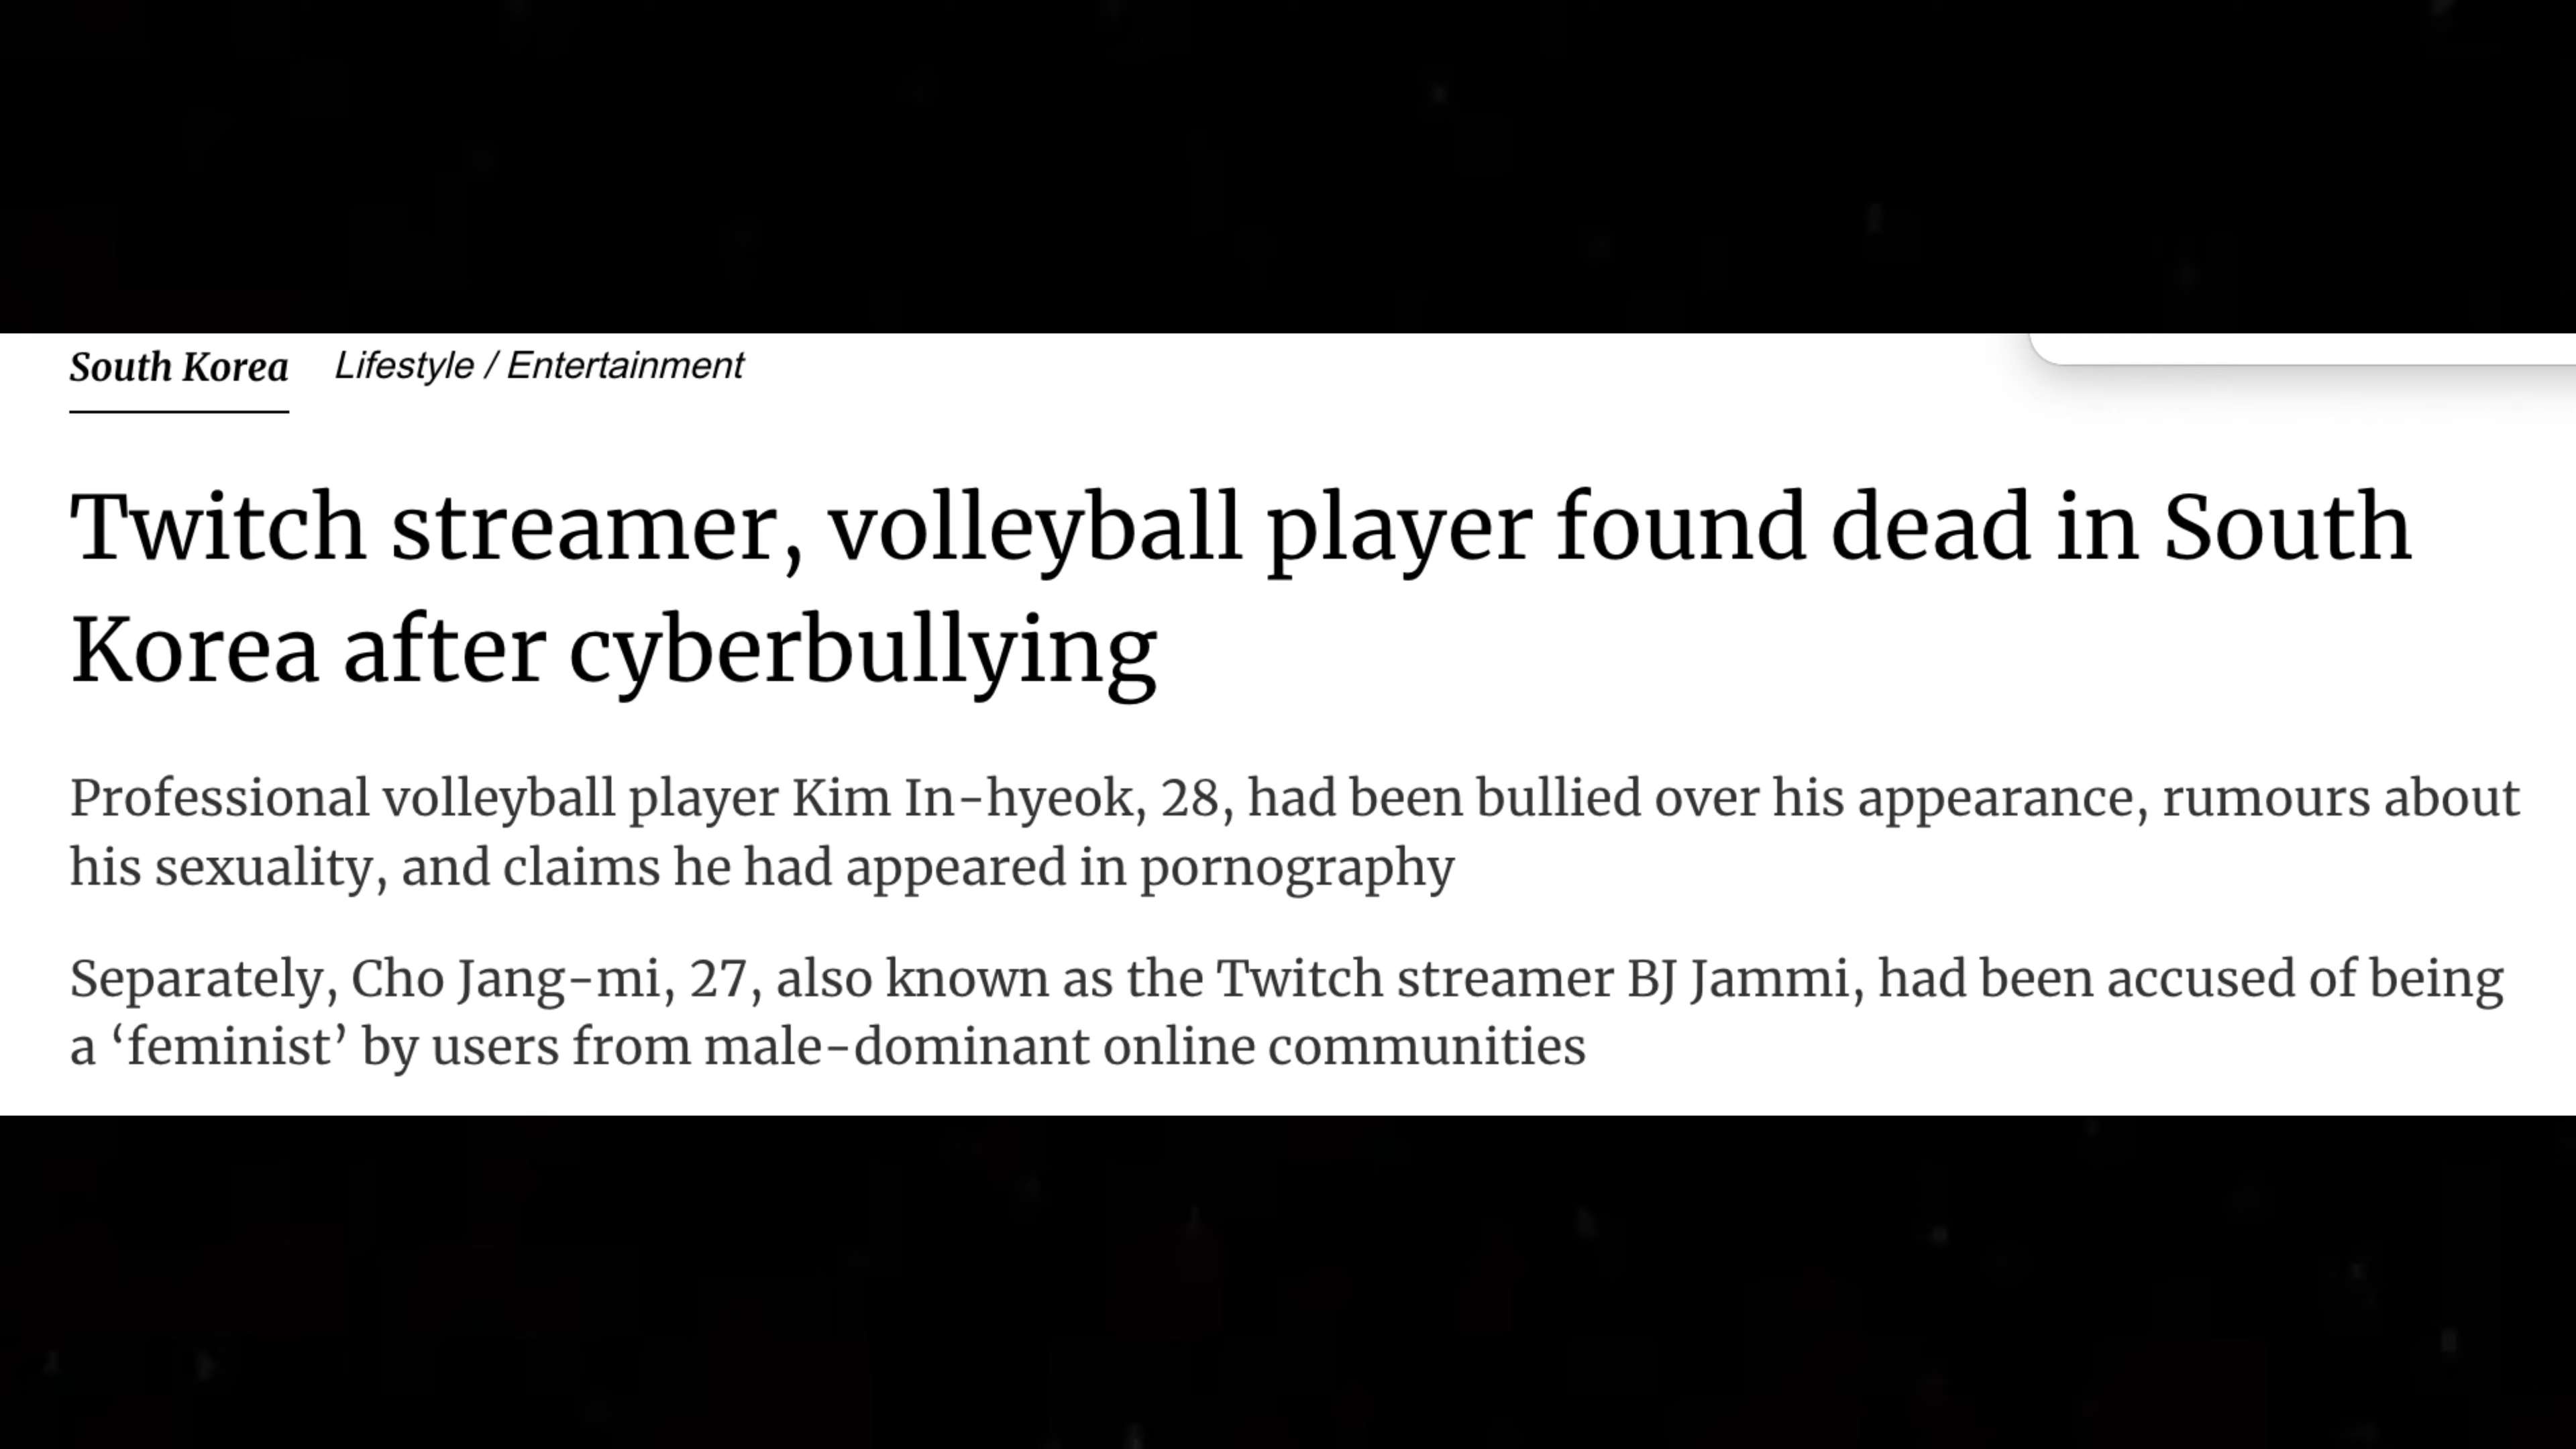 South Korea Lifestyle / Entertainment
Twitch streamer, volleyball player found dead in South
Korea after cyberbullying
Professional volleyball player Kim In-hyeok, 28, had been bullied over his appearance, rumours about
his sexuality, and claims he had appeared in pornography
Separately, Cho Jang-mi, 27, also known as the Twitch streamer BJ Jammi, had been accused of being
a ‘feminist’ by users from male-dominant online communities